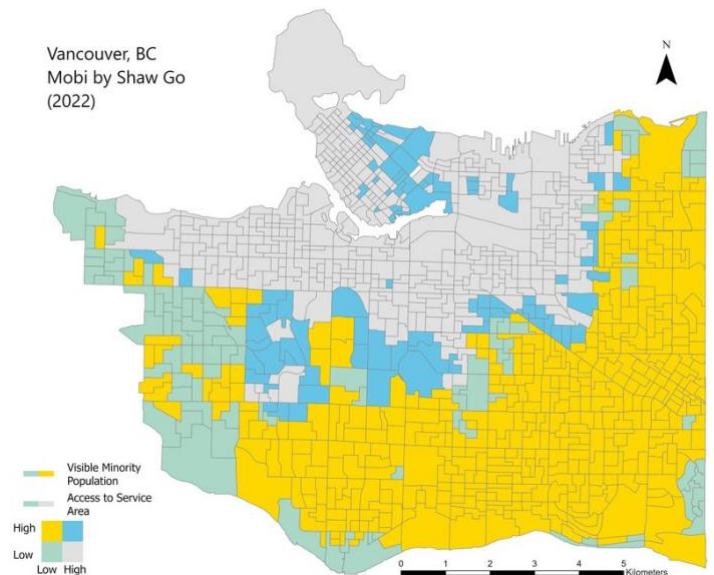 Vancouver, BC
Mobi by Shaw Go
(2022)
N
Visible Minority
Population
Access to Service
Area
High
Low
Low High
0 1 2 3 4 5
Kilometers